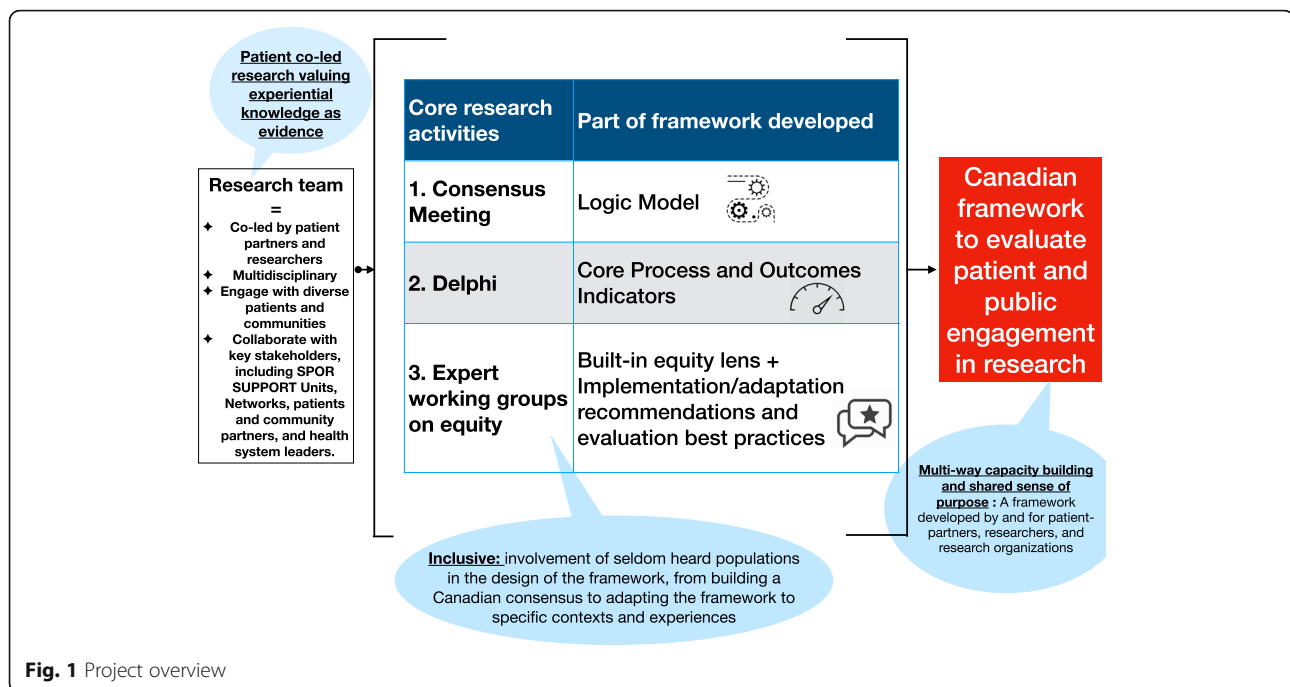 Patient co-led
research valuing
experiential
knowledge as
evidence
Research team
=
✦ Co-led by patient
partners and
researchers
✦ Multidisciplinary
✦ Engage with diverse
patients and
communities
✦ Collaborate with
key stakeholders,
including SPOR
SUPPORT Units,
Networks, patients
and community
partners, and health
system leaders.
Core research
activities
Part of framework developed
1. Consensus
Meeting
Logic Model
2. Delphi
Core Process and Outcomes
Indicators
3. Expert
working groups
on equity
Built-in equity lens +
Implementation/adaptation
recommendations and
evaluation best practices
Canadian
framework
to evaluate
patient and
public
engagement
in research
Multi-way capacity building
and shared sense of
purpose : A framework
developed by and for patient-
partners, researchers, and
research organizations
Inclusive: involvement of seldom heard populations
in the design of the framework, from building a
Canadian consensus to adapting the framework to
specific contexts and experiences
Fig. 1 Project overview